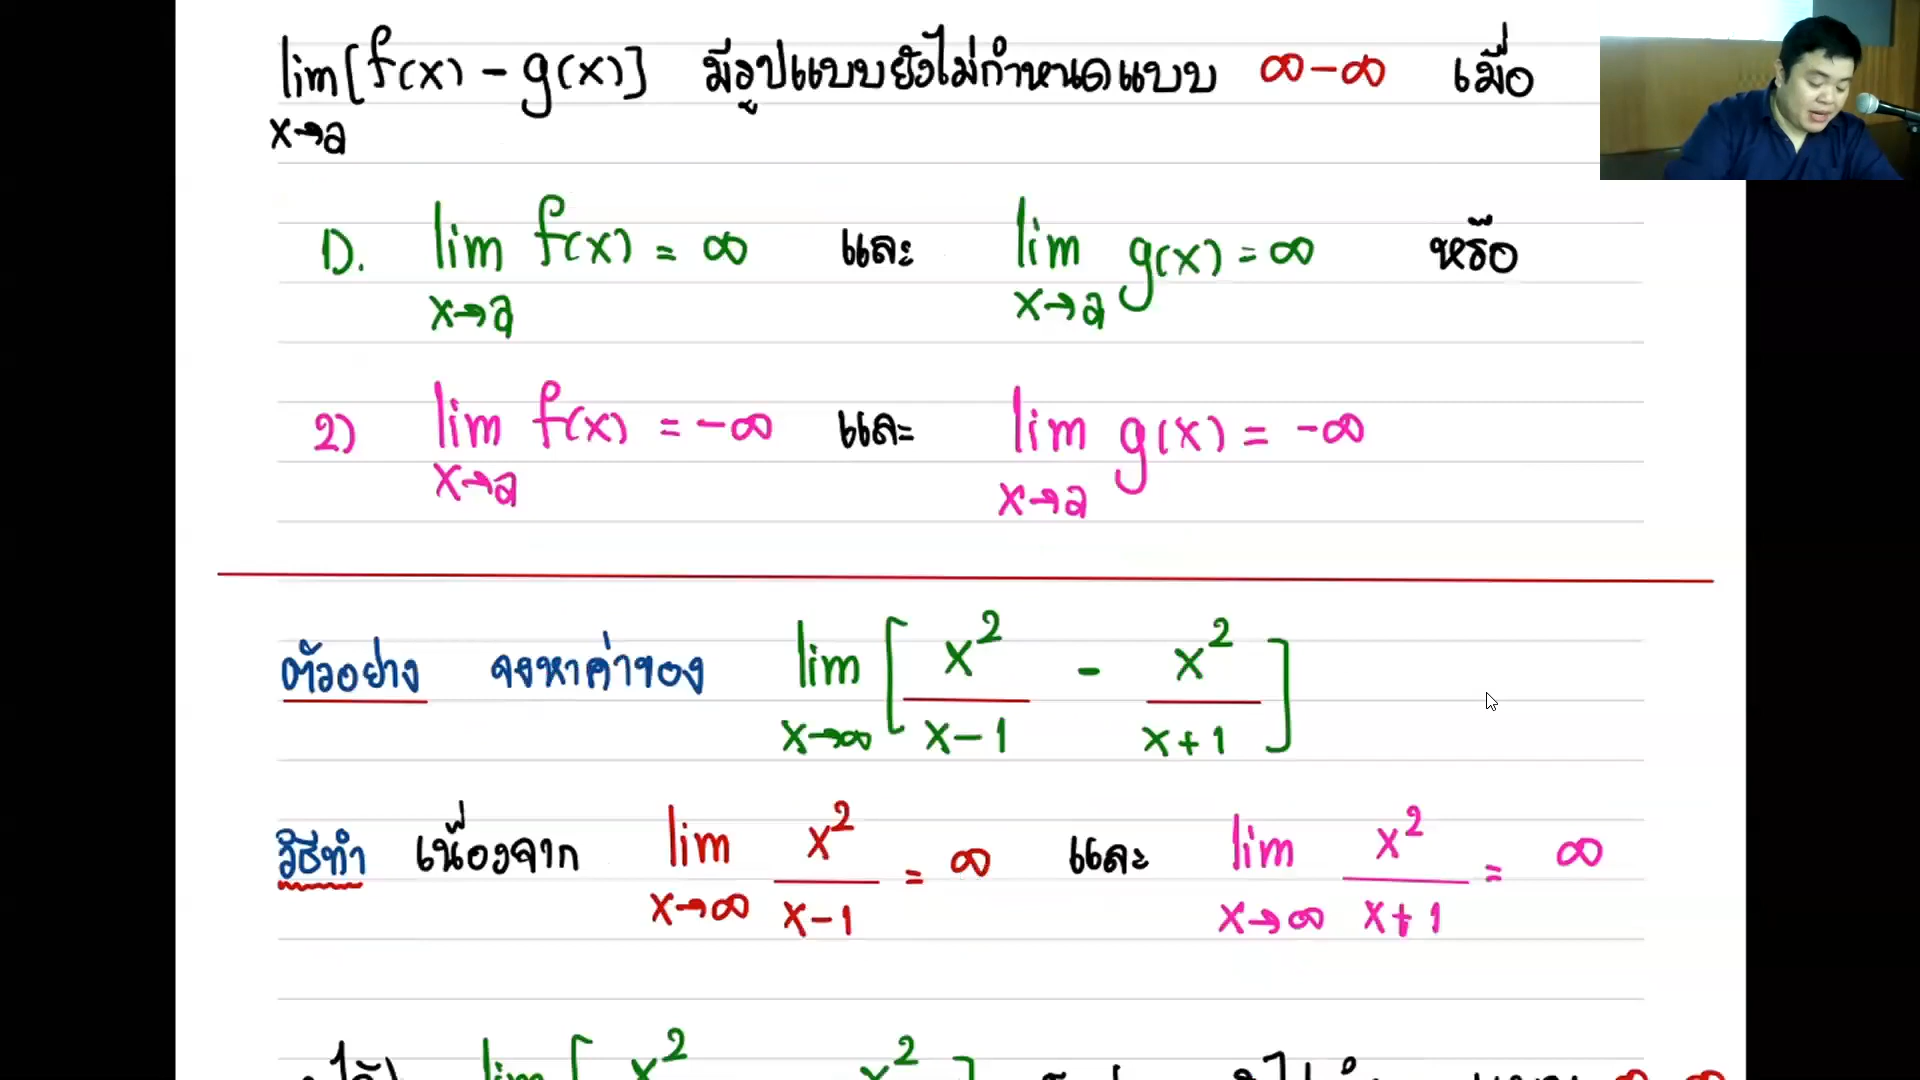 lim[f(x) - g(x)] มีรูปแบบยังไม่กำหนดแบบ ∞-∞ เมื่อ
x→a
1). lim f(x) = ∞ และ lim g(x) = ∞ หรือ
x→a x→a
2) lim f(x) = -∞ และ lim g(x) = -∞
x→a x→a
ตัวอย่าง จงหาค่าของ lim [ x² - x² ]
x→∞ x-1 x+1
วิธีทำ เนื่องจาก lim x² = ∞ และ lim x² = ∞
x→∞ x-1 x→∞ x+1
lim [ x² x² ]